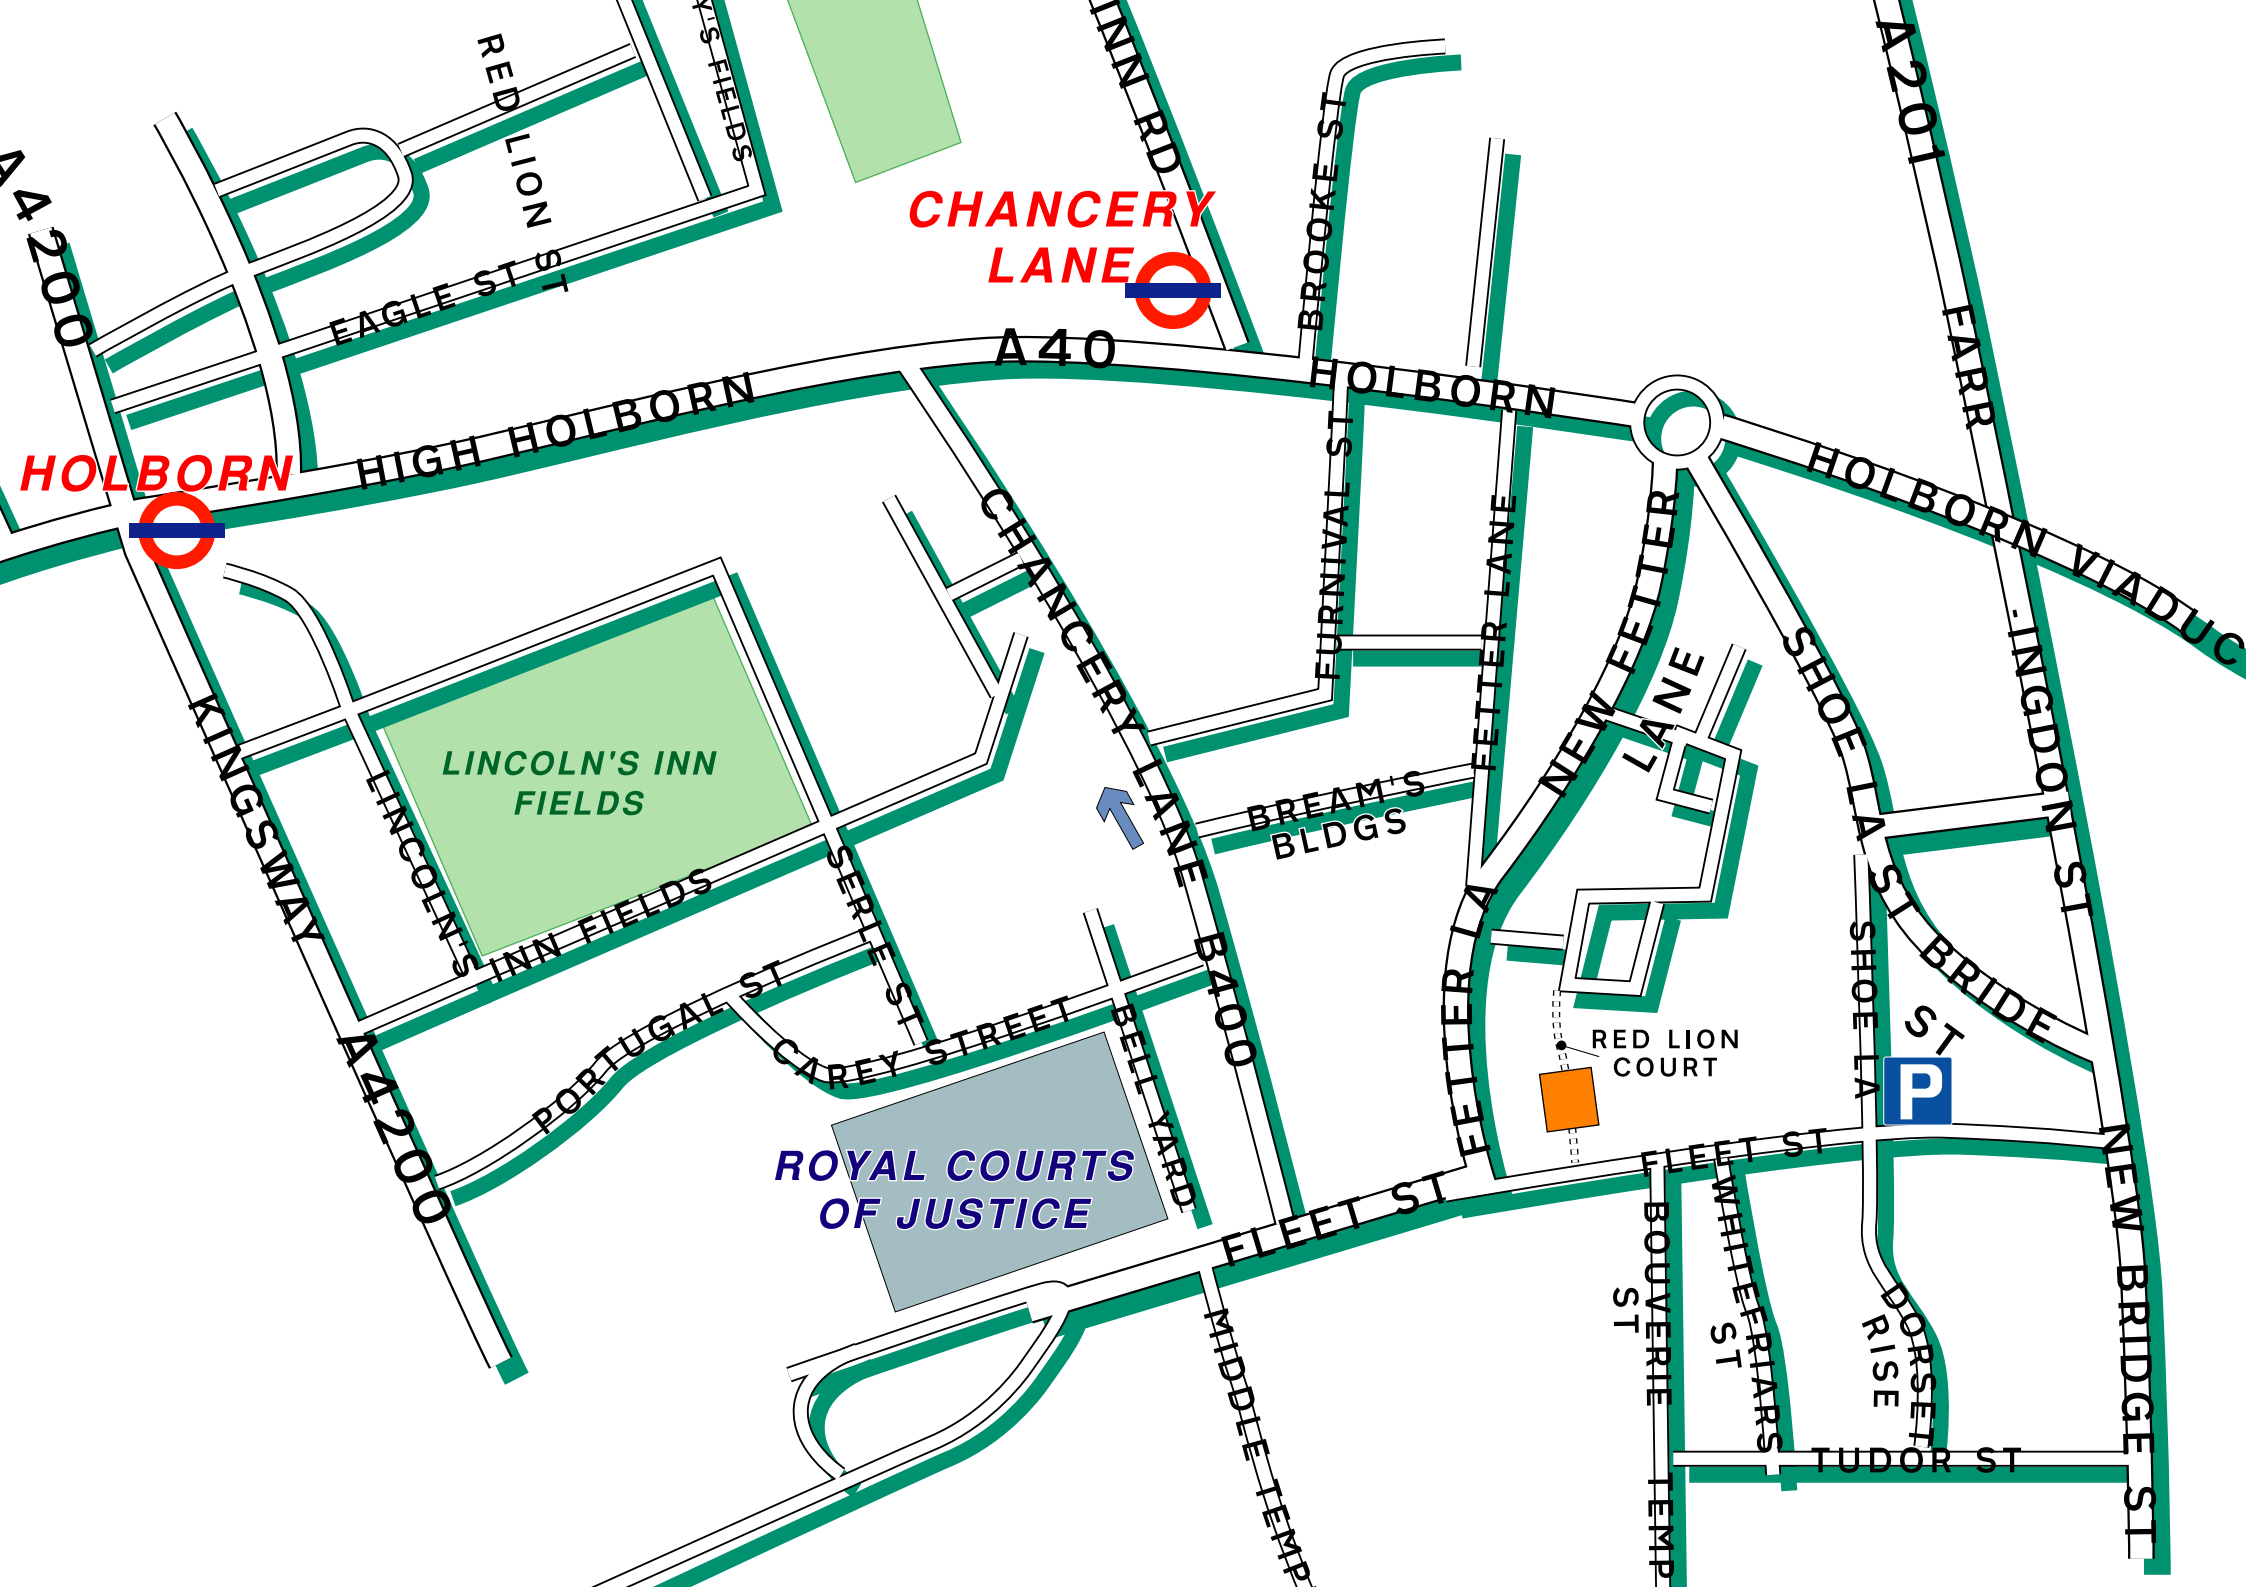 Y'S FIELDS
INN RD
A201
RED LION ST
BROOKE ST
A4200
CHANCERY
LANE
EAGLE ST
A40
HOLBORN
FARR
HIGH HOLBORN
HOLBORN
HOLBORN VIADUC
CHANCERY LANE
FURNIVAL ST
FETTER LANE
NEW FETTER
LANE
SHOE LA
-INGDON ST
KINGSWAY
LINCOLN'S INN
FIELDS
LINCOLN'S
INN FIELDS
BREAM'S
BLDGS
SERLE ST
FETTER LA
ST BRIDE
ST
SHOE LA
B400
PORTUGAL ST
CAREY STREET
BELL YARD
A4200
RED LION
COURT
P
ROYAL COURTS
OF JUSTICE
FLEET ST
FLEET ST
NEW BRIDGE ST
BOUVERIE
ST
WHITEFRIARS
ST
DORSET
RISE
MIDDLE TEMP
TUDOR ST
TEMP